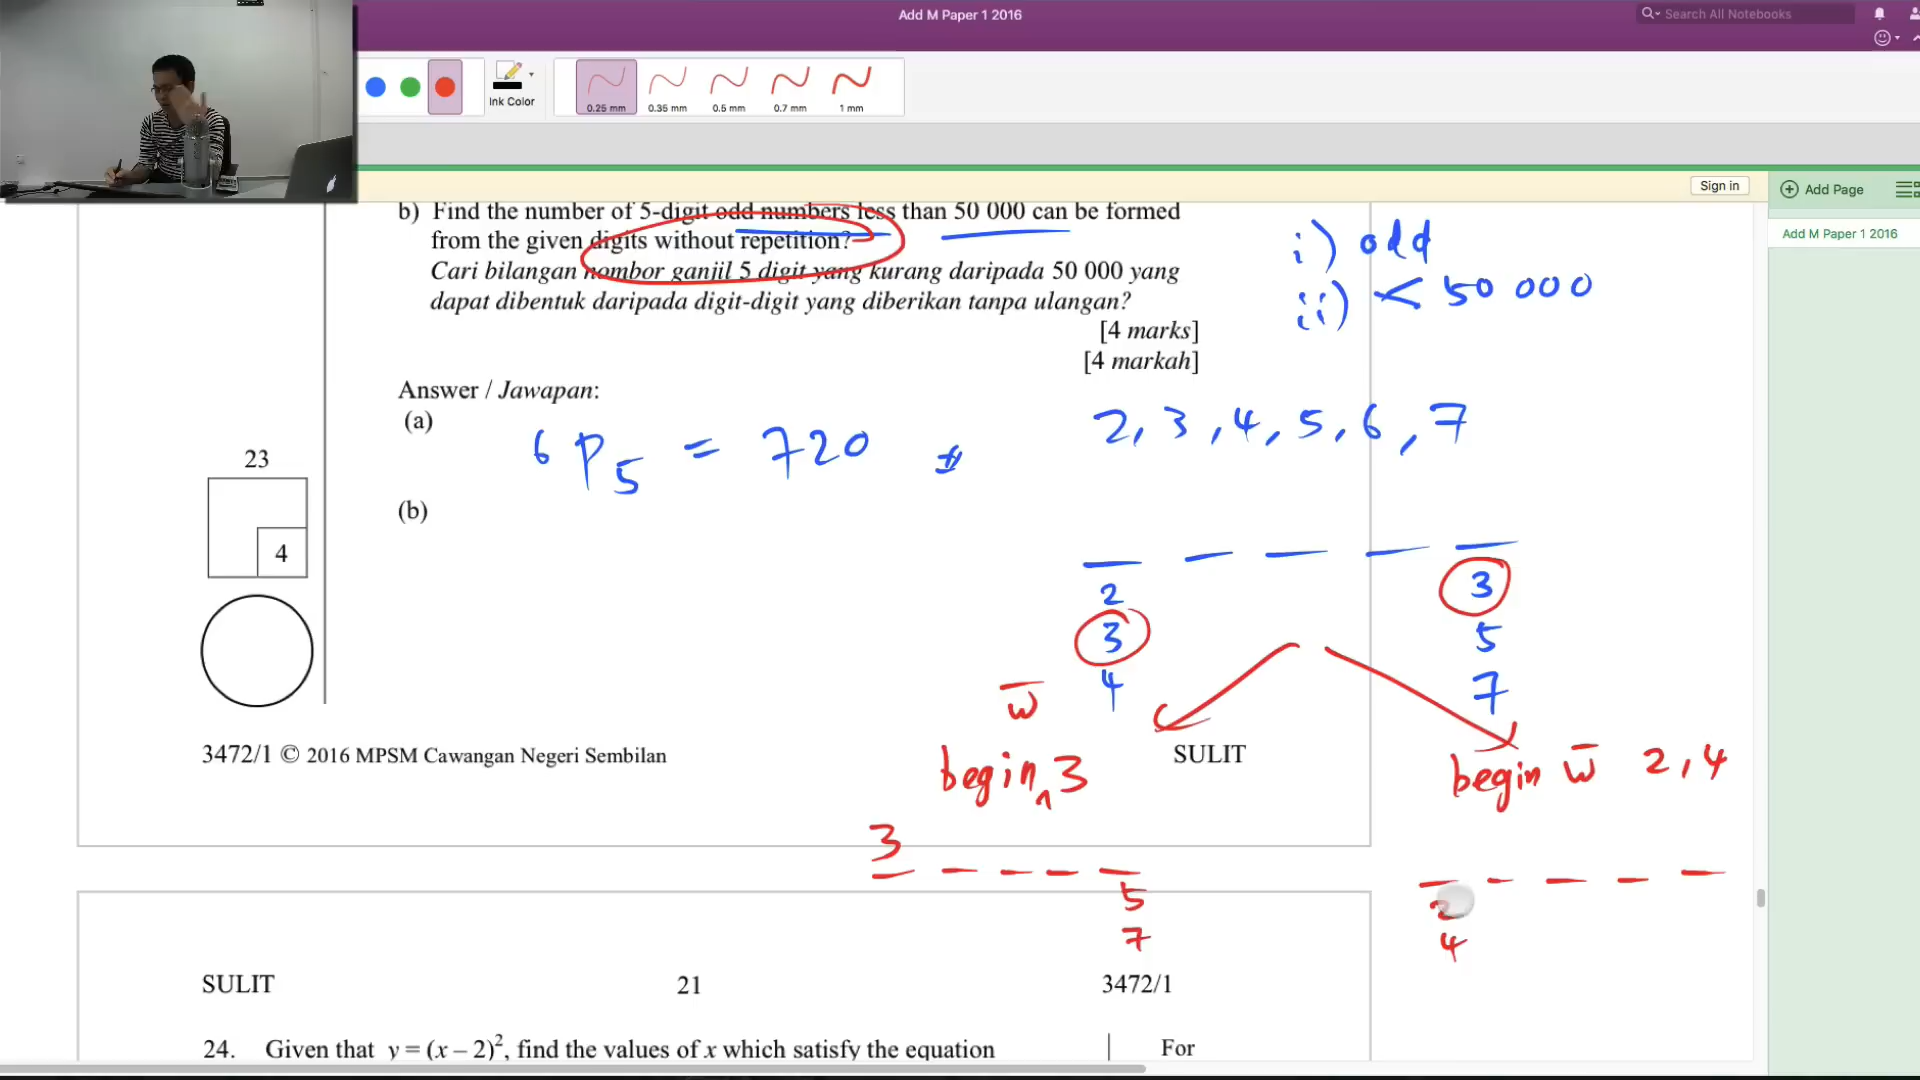 Add M Paper 1 2016
Search All Notebooks
Ink Color
0.25 mm
0.35 mm
0.5 mm
0.7 mm
1 mm
Sign in
Add Page
Add M Paper 1 2016
b) Find the number of 5-digit odd numbers less than 50 000 can be formed
from the given digits without repetition?
Cari bilangan nombor ganjil 5 digit yang kurang daripada 50 000 yang
dapat dibentuk daripada digit-digit yang diberikan tanpa ulangan?
[4 marks]
[4 markah]
i) odd
ii) < 50 000
Answer / Jawapan:
(a)
6P5 = 720
2, 3, 4, 5, 6, 7
23
4
(b)
2
3
4
3
5
7
3472/1 © 2016 MPSM Cawangan Negeri Sembilan
SULIT
w̅
begin ^ 3
begin w̅ 2, 4
3
5
7
2
4
SULIT
21
3472/1
24. Given that y = (x – 2)², find the values of x which satisfy the equation
For